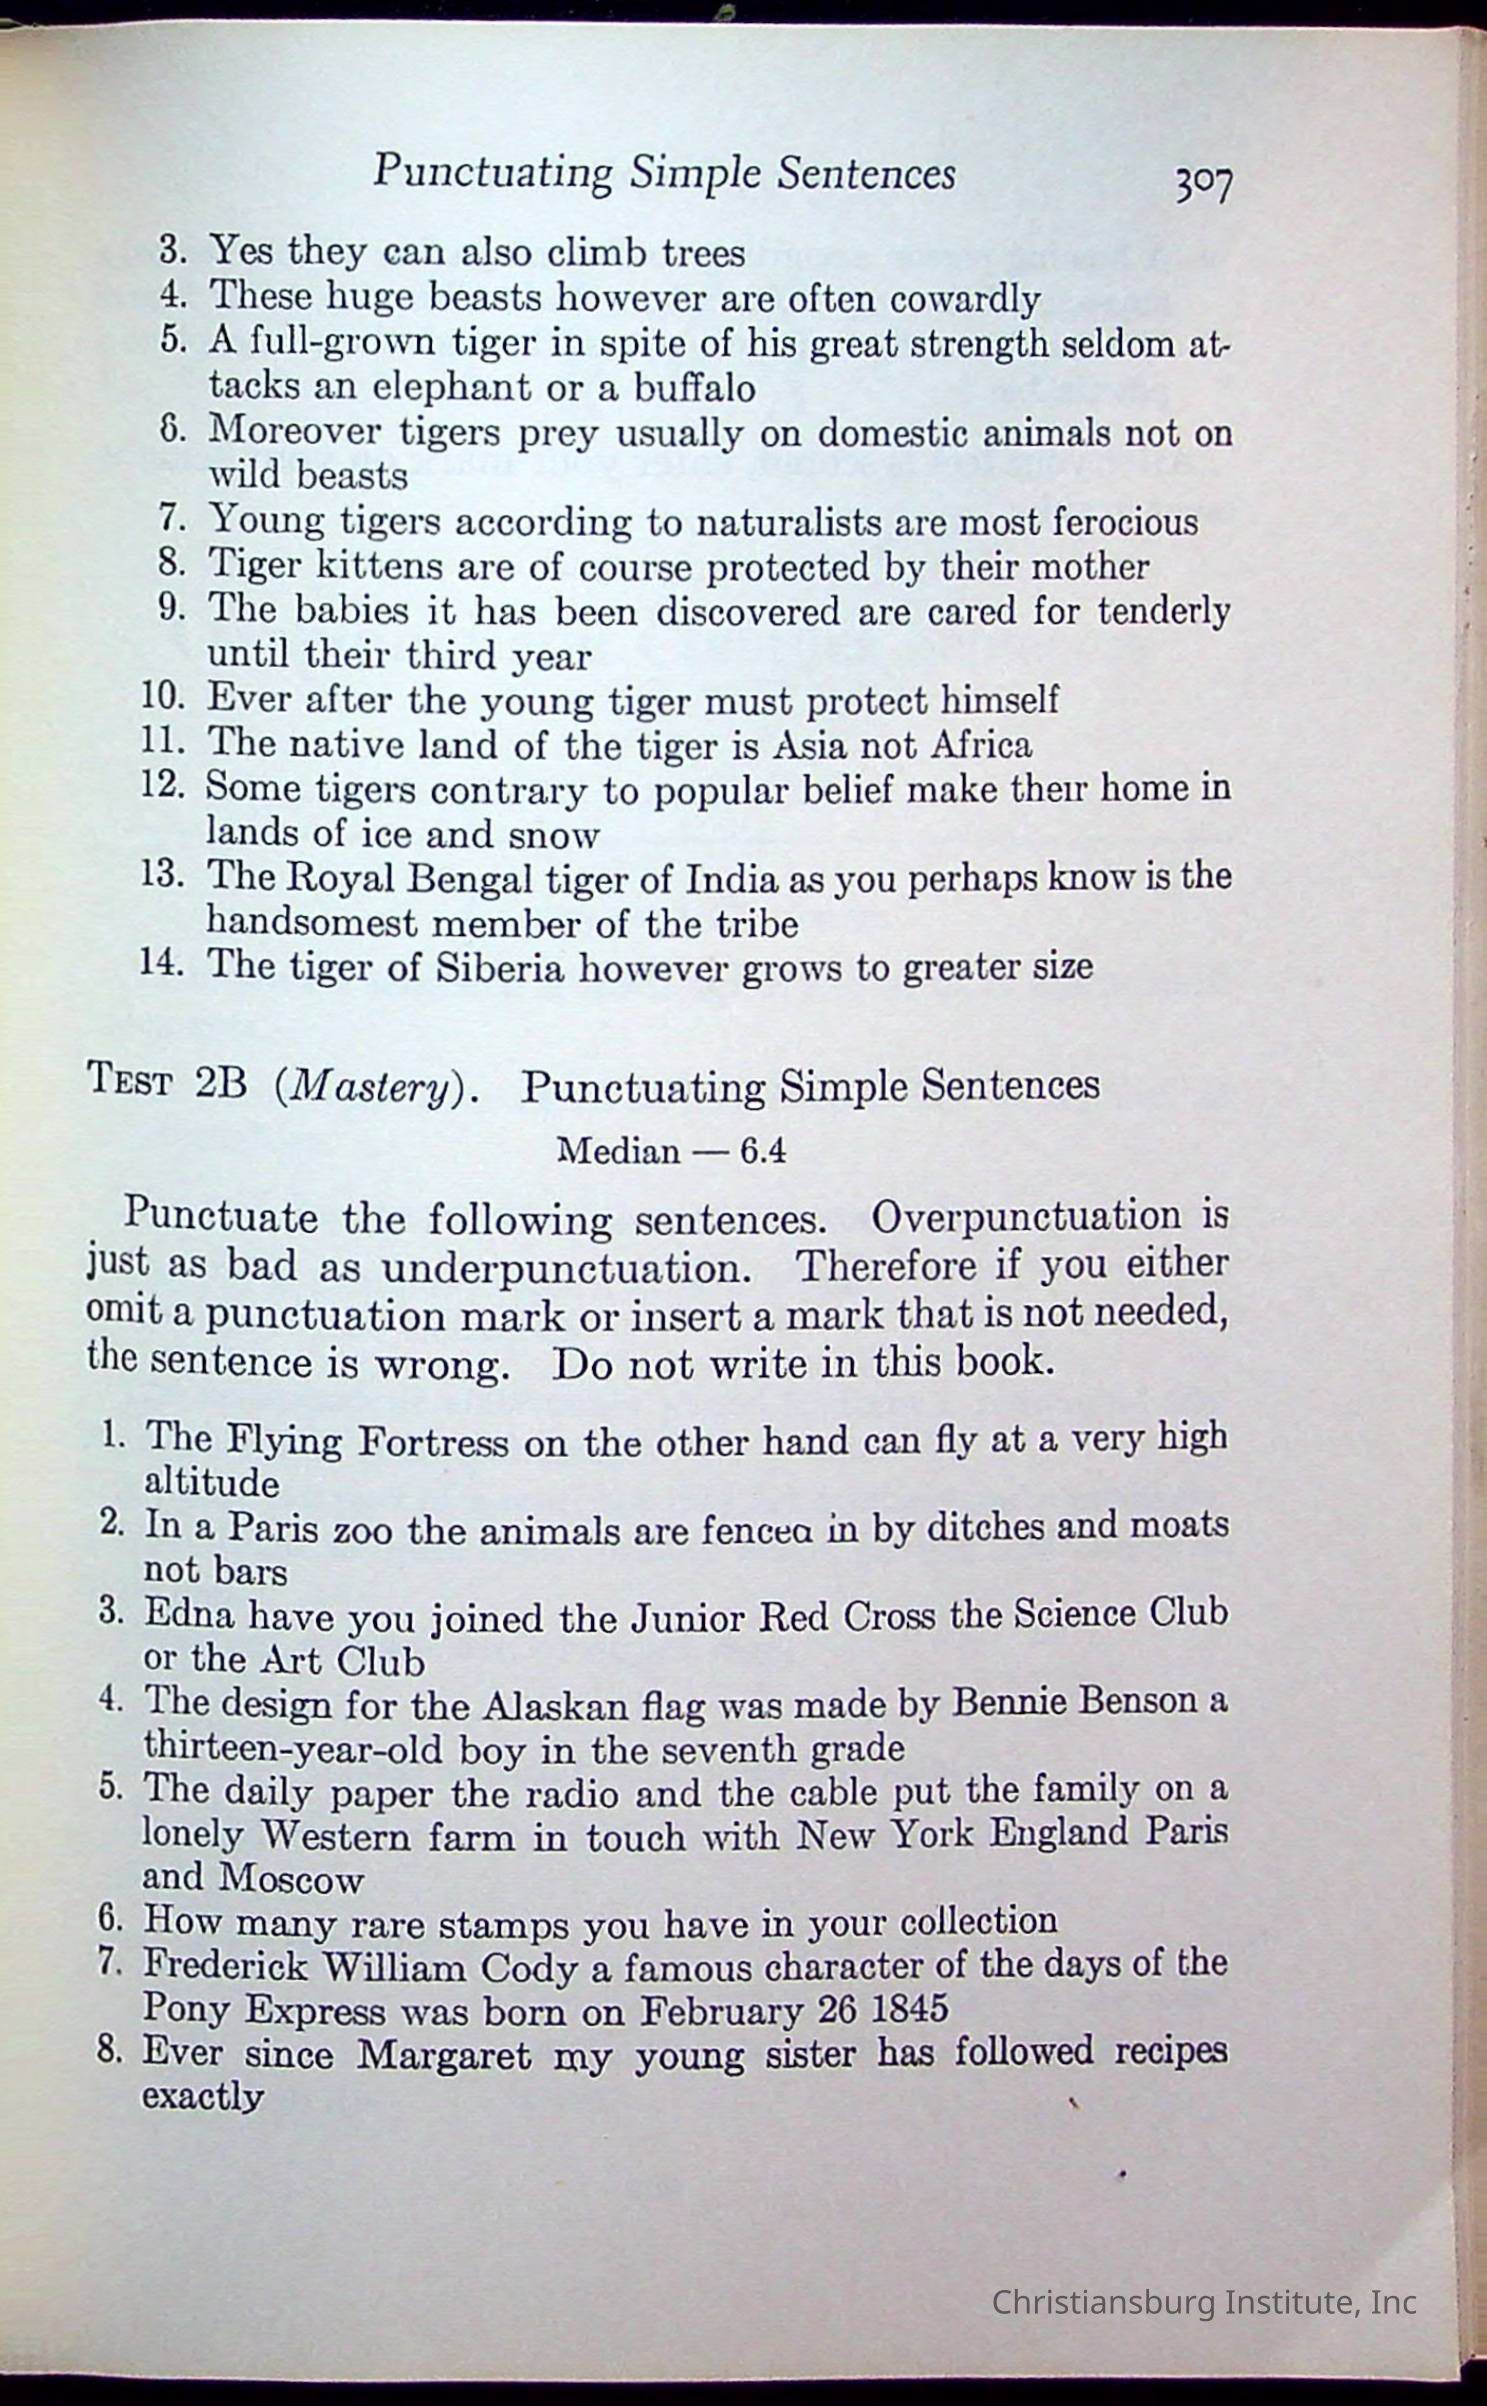 Punctuating Simple Sentences 307
3. Yes they can also climb trees
4. These huge beasts however are often cowardly
5. A full-grown tiger in spite of his great strength seldom at-
tacks an elephant or a buffalo
6. Moreover tigers prey usually on domestic animals not on
wild beasts
7. Young tigers according to naturalists are most ferocious
8. Tiger kittens are of course protected by their mother
9. The babies it has been discovered are cared for tenderly
until their third year
10. Ever after the young tiger must protect himself
11. The native land of the tiger is Asia not Africa
12. Some tigers contrary to popular belief make their home in
lands of ice and snow
13. The Royal Bengal tiger of India as you perhaps know is the
handsomest member of the tribe
14. The tiger of Siberia however grows to greater size
TEST 2B (Mastery). Punctuating Simple Sentences
Median — 6.4
Punctuate the following sentences. Overpunctuation is
just as bad as underpunctuation. Therefore if you either
omit a punctuation mark or insert a mark that is not needed,
the sentence is wrong. Do not write in this book.
1. The Flying Fortress on the other hand can fly at a very high
altitude
2. In a Paris zoo the animals are fenced in by ditches and moats
not bars
3. Edna have you joined the Junior Red Cross the Science Club
or the Art Club
4. The design for the Alaskan flag was made by Bennie Benson a
thirteen-year-old boy in the seventh grade
5. The daily paper the radio and the cable put the family on a
lonely Western farm in touch with New York England Paris
and Moscow
6. How many rare stamps you have in your collection
7. Frederick William Cody a famous character of the days of the
Pony Express was born on February 26 1845
8. Ever since Margaret my young sister has followed recipes
exactly
Christiansburg Institute, Inc